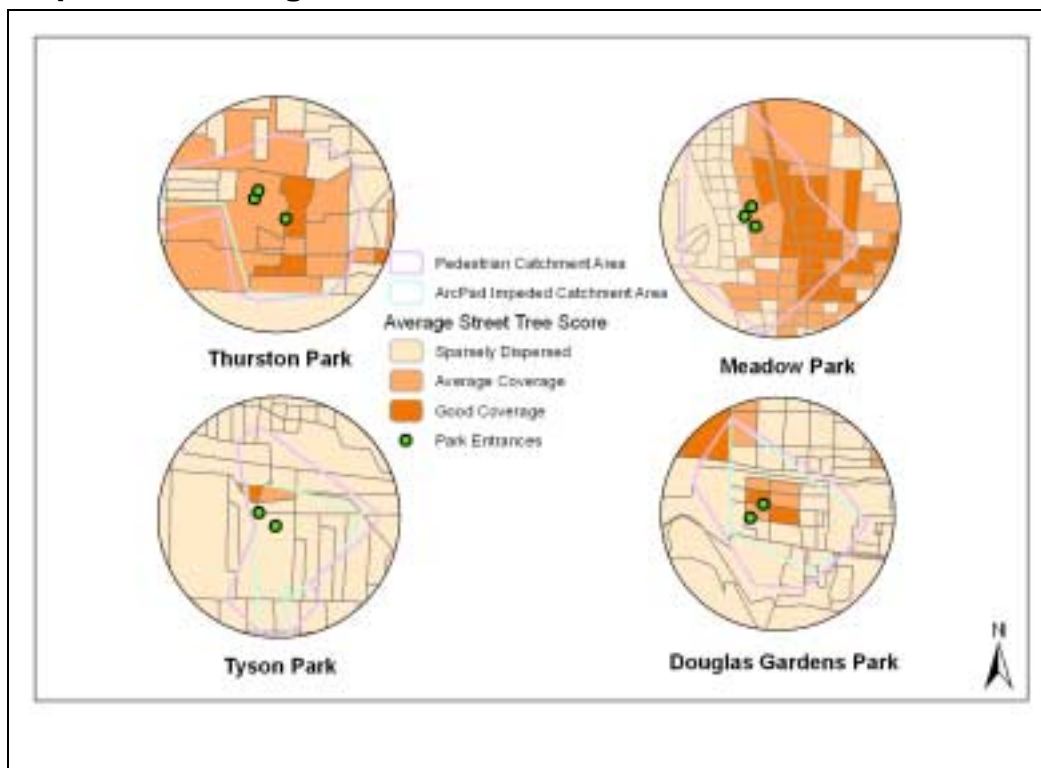 Pedestrian Catchment Area
ArcPad Impeded Catchment Area
Average Street Tree Score
Sparsely Dispersed
Average Coverage
Good Coverage
Park Entrances
Thurston Park
Meadow Park
Tyson Park
Douglas Gardens Park
N